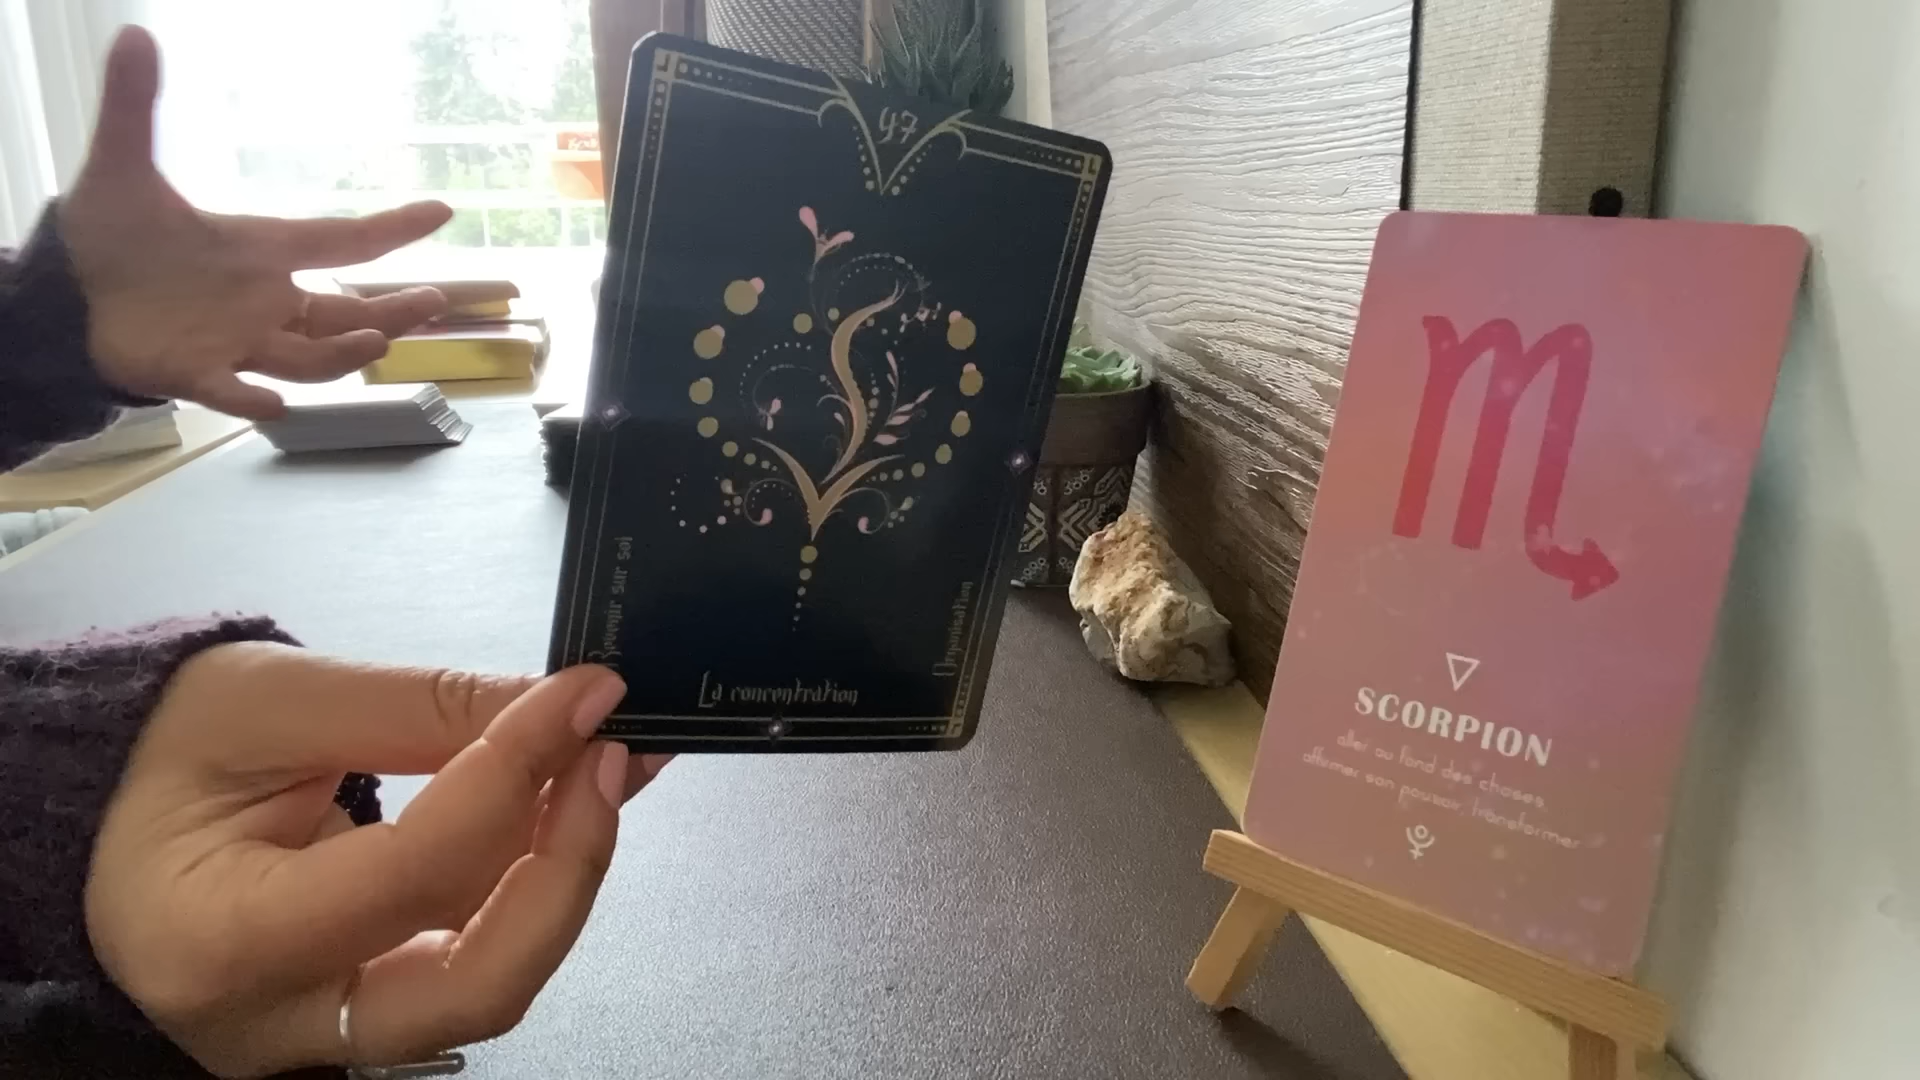 47
Revenir sur soi
Organisation
La concentration
SCORPION
aller au fond des choses
affirmer son pouvoir, transformer